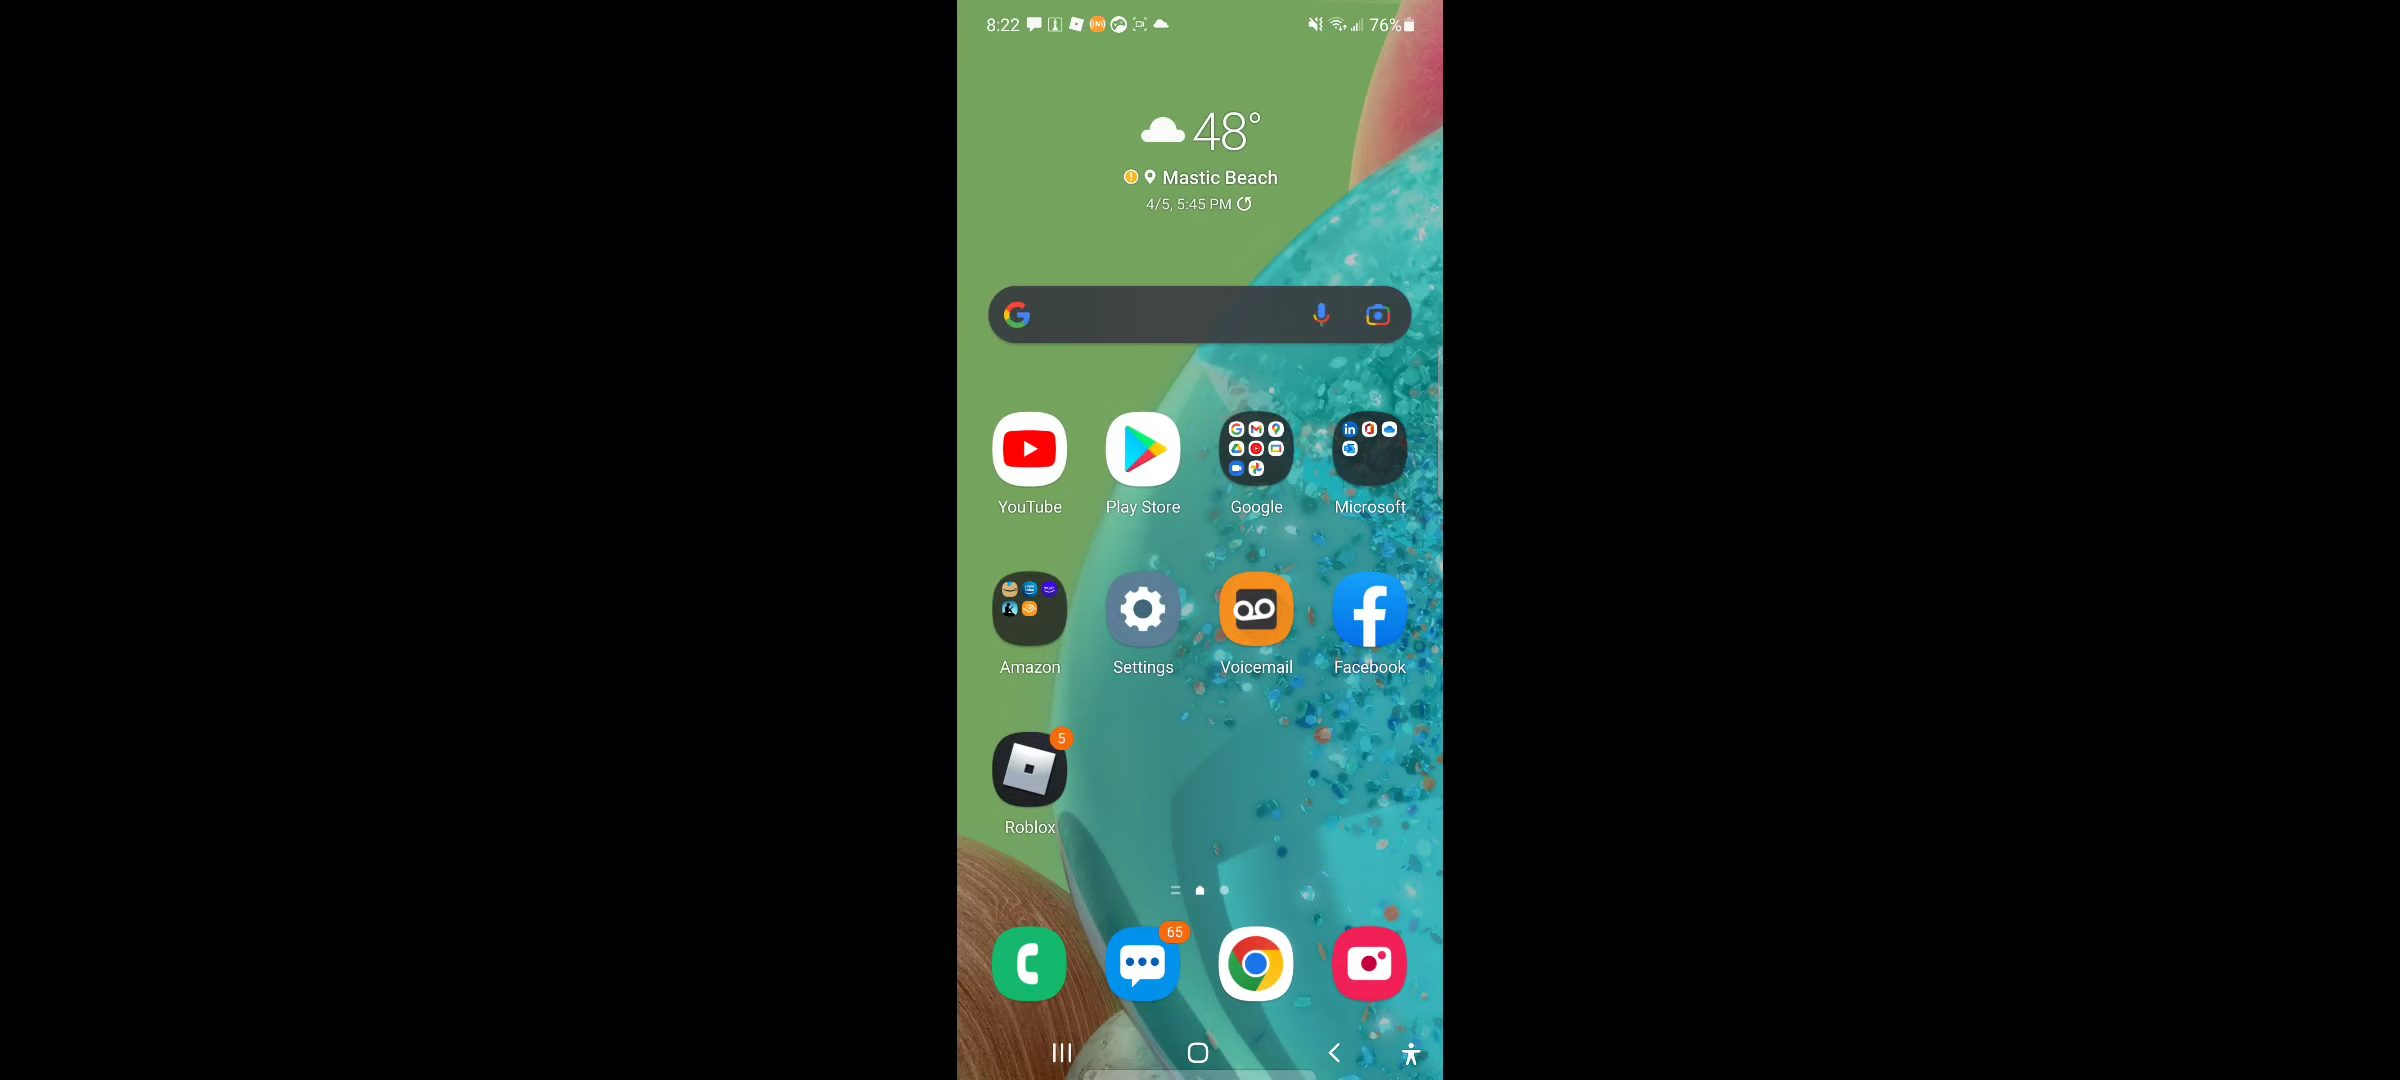 8:22 76%
48°
Mastic Beach
4/5, 5:45 PM
YouTube Play Store Google Microsoft
Amazon Settings Voicemail Facebook
5
Roblox
65